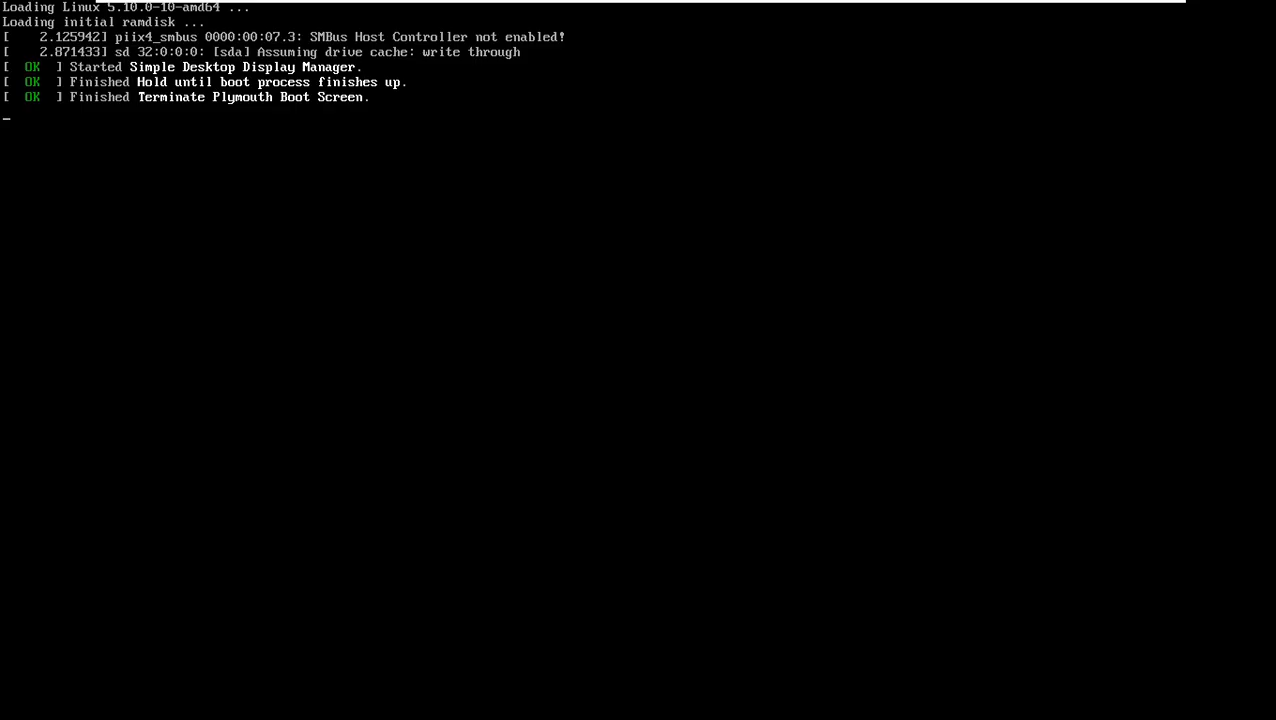 Loading Linux 5.10.0-10-amd64 ...
Loading initial ramdisk ...
[    2.125942] piix4_smbus 0000:00:07.3: SMBus Host Controller not enabled!
[    2.871433] sd 32:0:0:0: [sda] Assuming drive cache: write through
[  OK  ] Started Simple Desktop Display Manager.
[  OK  ] Finished Hold until boot process finishes up.
[  OK  ] Finished Terminate Plymouth Boot Screen.
_